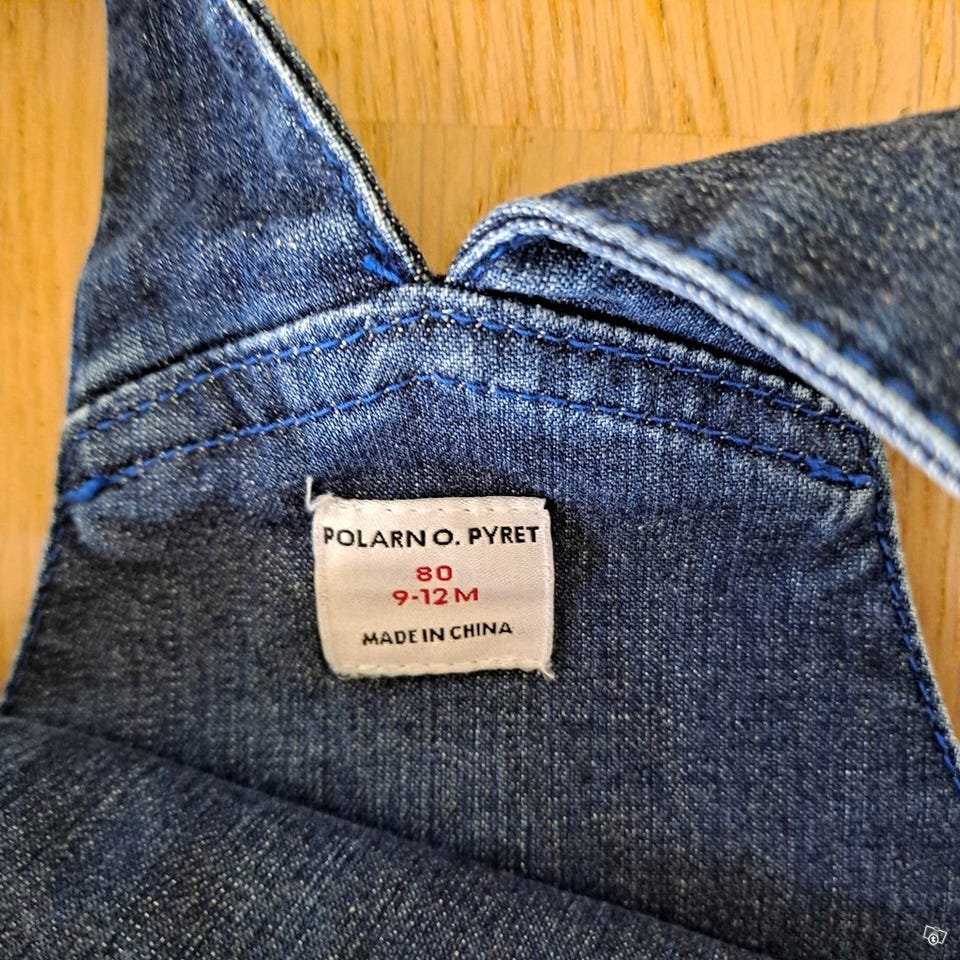 POLARN O. PYRET
80
9-12 M
MADE IN CHINA